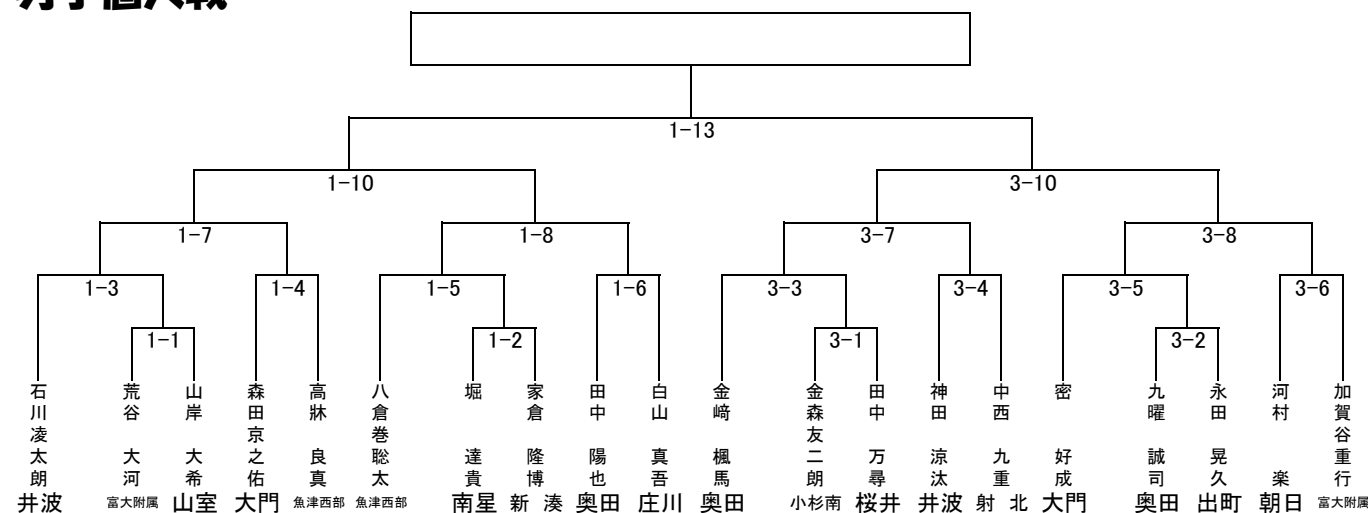 1-13
1-10 3-10
1-7 1-8 3-7 3-8
1-3 1-4 1-5 1-6 3-3 3-4 3-5 3-6
1-1 1-2 3-1 3-2
石川凌太朗
荒谷 大河
山岸 大希
森田京之佑
高牀 良真
八倉巻聡太
堀 達貴
家倉 隆博
田中 陽也
白山 真吾
金﨑 楓馬
金森友二朗
田中 万尋
神田 涼汰
中西 九重
密 好成
九曜 誠司
永田 晃久
河村 楽
加賀谷重行
井波 富大附属 山室 大門 魚津西部 魚津西部 南星 新 湊 奥田 庄川 奥田 小杉南 桜井 井波 射 北 大門 奥田 出町 朝日 富大附属